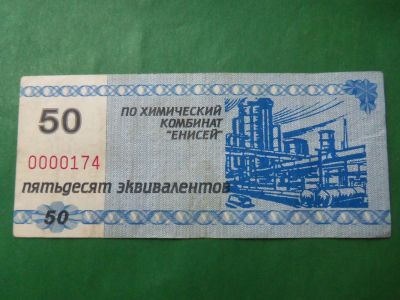 50
ПО ХИМИЧЕСКИЙ
КОМБИНАТ
"ЕНИСЕЙ"
0000174
пятьдесят эквивалентов
50